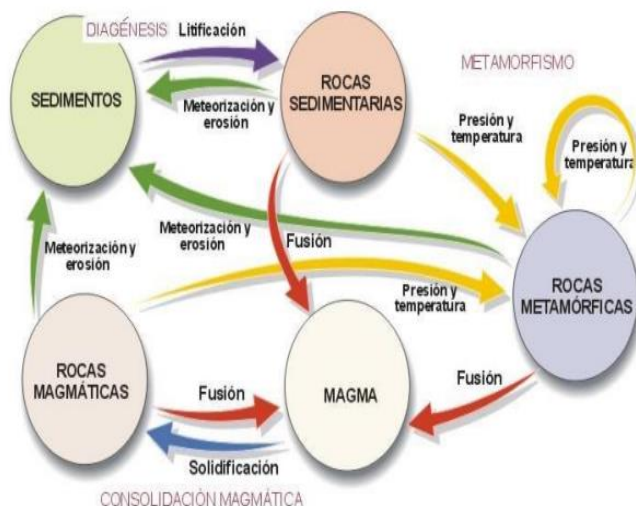 DIAGÉNESIS
Litificación
METAMORFISMO
SEDIMENTOS
ROCAS
SEDIMENTARIAS
Meteorización y
erosión
Presión y
temperatura
Presión y
temperatura
Meteorización y
erosión
Meteorización y
erosión
Fusión
Presión y
temperatura
ROCAS
METAMÓRFICAS
ROCAS
MAGMÁTICAS
Fusión
MAGMA
Fusión
Solidificación
CONSOLIDACIÓN MAGMÁTICA